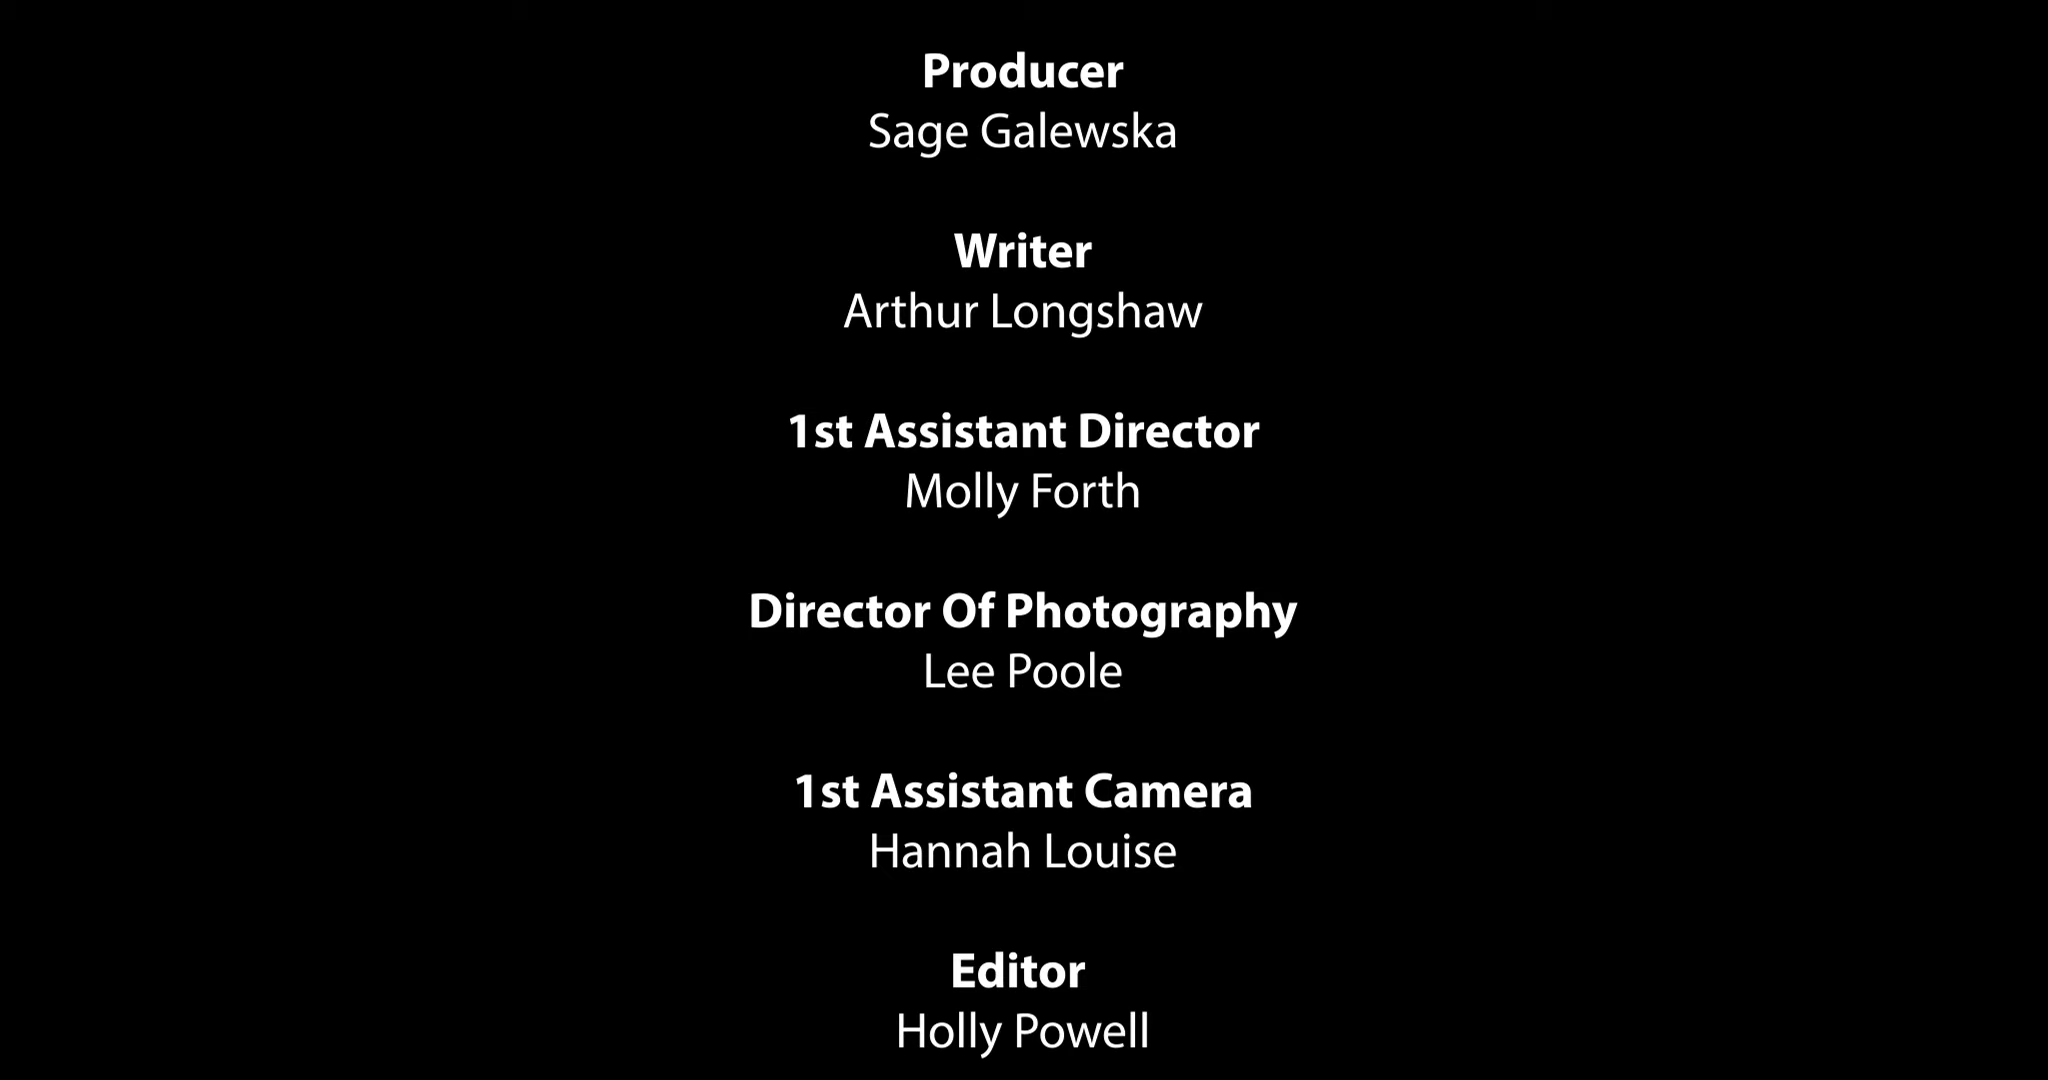 Producer
Sage Galewska
Writer
Arthur Longshaw
1st Assistant Director
Molly Forth
Director Of Photography
Lee Poole
1st Assistant Camera
Hannah Louise
Editor
Holly Powell